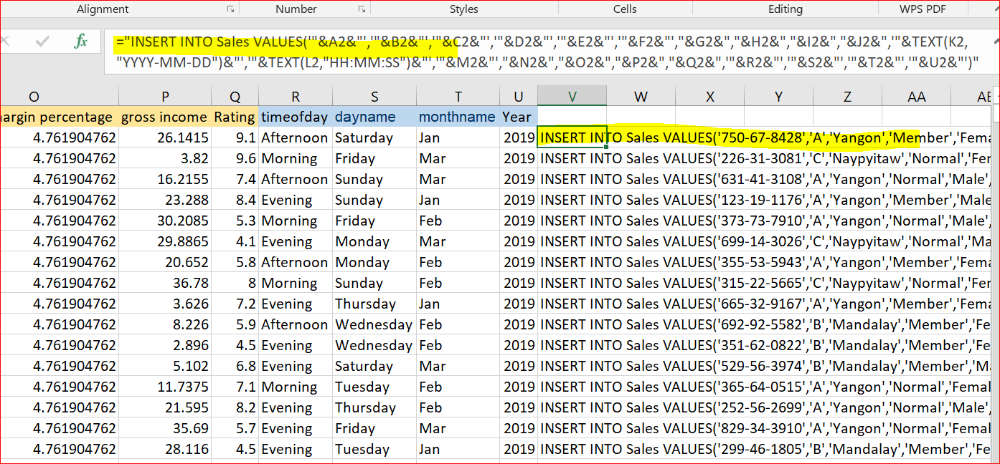 Alignment Number Styles Cells Editing WPS PDF
fx ="INSERT INTO Sales VALUES('"&A2&"','"&B2&"','"&C2&"','"&D2&"','"&E2&"','"&F2&"',"&G2&","&H2&","&I2&","&J2&",'"&TEXT(K2,
"YYYY-MM-DD")&"','"&TEXT(L2,"HH:MM:SS")&"','"&M2&"',"&N2&","&O2&","&P2&","&Q2&",'"&R2&"','"&S2&"','"&T2&"','"&U2&"')"
O P Q R S T U V W X Y Z AA AB
argin percentage gross income Rating timeofday dayname monthname Year
4.761904762 26.1415 9.1 Afternoon Saturday Jan 2019 INSERT INTO Sales VALUES('750-67-8428','A','Yangon','Member','Fema
4.761904762 3.82 9.6 Morning Friday Mar 2019 INSERT INTO Sales VALUES('226-31-3081','C','Naypyitaw','Normal','Fer
4.761904762 16.2155 7.4 Afternoon Sunday Mar 2019 INSERT INTO Sales VALUES('631-41-3108','A','Yangon','Normal','Male',
4.761904762 23.288 8.4 Evening Sunday Jan 2019 INSERT INTO Sales VALUES('123-19-1176','A','Yangon','Member','Male
4.761904762 30.2085 5.3 Morning Friday Feb 2019 INSERT INTO Sales VALUES('373-73-7910','A','Yangon','Normal','Male',
4.761904762 29.8865 4.1 Evening Monday Mar 2019 INSERT INTO Sales VALUES('699-14-3026','C','Naypyitaw','Normal','Ma
4.761904762 20.652 5.8 Afternoon Monday Feb 2019 INSERT INTO Sales VALUES('355-53-5943','A','Yangon','Member','Fema
4.761904762 36.78 8 Morning Sunday Feb 2019 INSERT INTO Sales VALUES('315-22-5665','C','Naypyitaw','Normal','Fer
4.761904762 3.626 7.2 Evening Thursday Jan 2019 INSERT INTO Sales VALUES('665-32-9167','A','Yangon','Member','Fema
4.761904762 8.226 5.9 Afternoon Wednesday Feb 2019 INSERT INTO Sales VALUES('692-92-5582','B','Mandalay','Member','Fe
4.761904762 2.896 4.5 Evening Wednesday Feb 2019 INSERT INTO Sales VALUES('351-62-0822','B','Mandalay','Member','Fe
4.761904762 5.102 6.8 Evening Saturday Mar 2019 INSERT INTO Sales VALUES('529-56-3974','B','Mandalay','Member','Ma
4.761904762 11.7375 7.1 Morning Tuesday Feb 2019 INSERT INTO Sales VALUES('365-64-0515','A','Yangon','Normal','Femal
4.761904762 21.595 8.2 Evening Thursday Feb 2019 INSERT INTO Sales VALUES('252-56-2699','A','Yangon','Normal','Male',
4.761904762 35.69 5.7 Evening Friday Mar 2019 INSERT INTO Sales VALUES('829-34-3910','A','Yangon','Normal','Femal
4.761904762 28.116 4.5 Evening Tuesday Jan 2019 INSERT INTO Sales VALUES('299-46-1805','B','Mandalay','Member','Fe